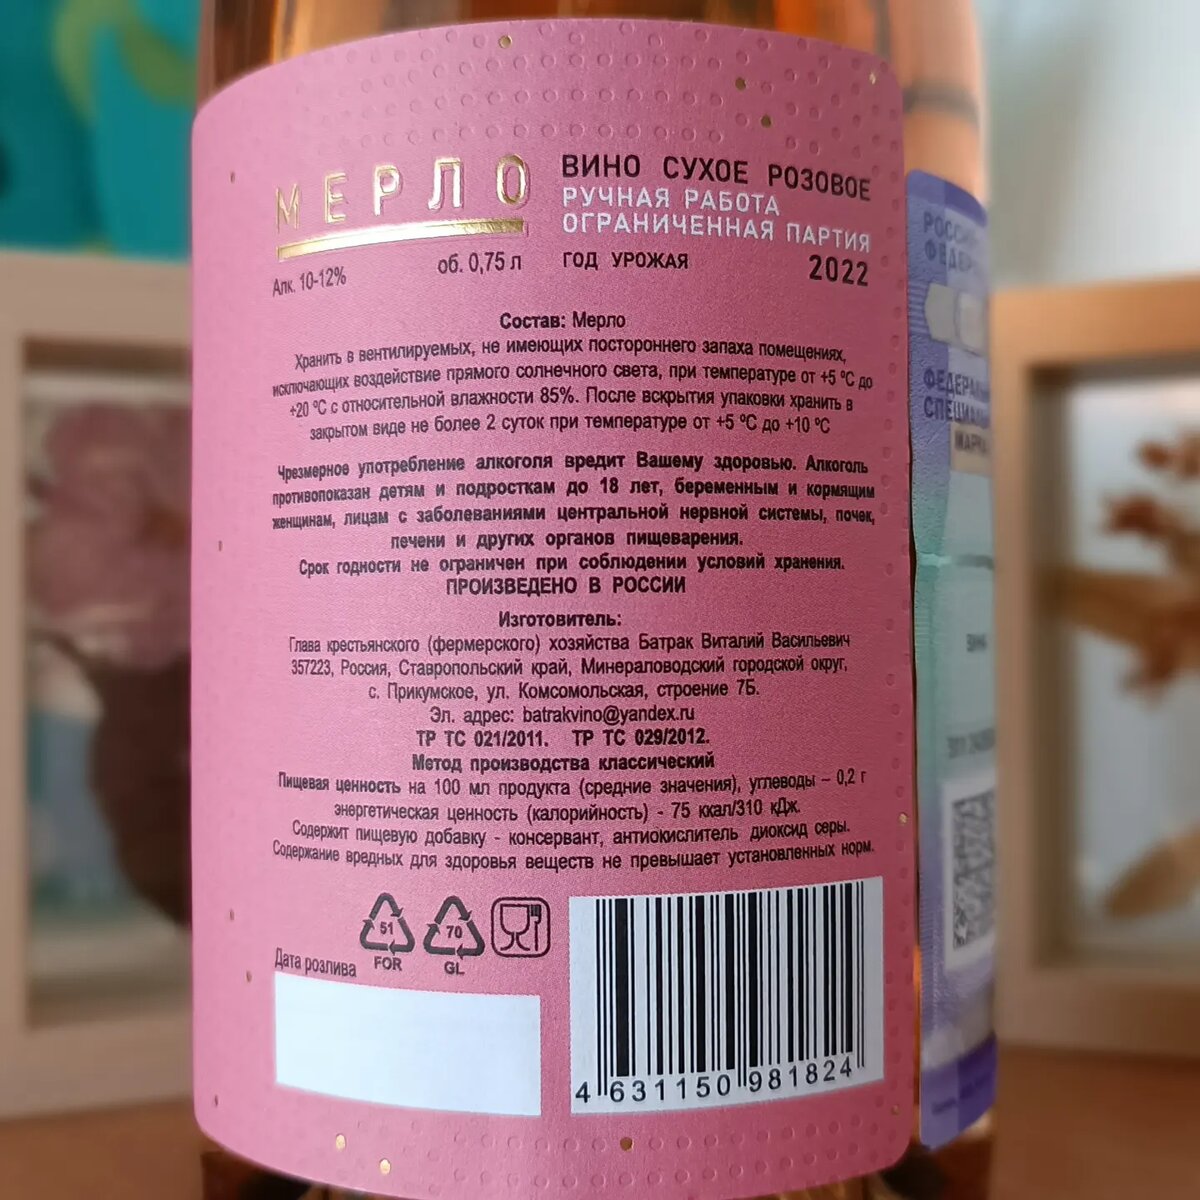 МЕРЛО
Алк. 10-12%
об. 0,75 л
ВИНО СУХОЕ РОЗОВОЕ
РУЧНАЯ РАБОТА
ОГРАНИЧЕННАЯ ПАРТИЯ
ГОД УРОЖАЯ 2022
Состав: Мерло
Хранить в вентилируемых, не имеющих постороннего запаха помещениях,
исключающих воздействие прямого солнечного света, при температуре от +5 ºС до
+20 ºС с относительной влажности 85%. После вскрытия упаковки хранить в
закрытом виде не более 2 суток при температуре от +5 ºС до +10 ºС
Чрезмерное употребление алкоголя вредит Вашему здоровью. Алкоголь
противопоказан детям и подросткам до 18 лет, беременным и кормящим
женщинам, лицам с заболеваниями центральной нервной системы, почек,
печени и других органов пищеварения.
Срок годности не ограничен при соблюдении условий хранения.
ПРОИЗВЕДЕНО В РОССИИ
Изготовитель:
Глава крестьянского (фермерского) хозяйства Батрак Виталий Васильевич
357223, Россия, Ставропольский край, Минераловодский городской округ,
с. Прикумское, ул. Комсомольская, строение 7Б.
Эл. адрес: batrakvino@yandex.ru
ТР ТС 021/2011. ТР ТС 029/2012.
Метод производства классический
Пищевая ценность на 100 мл продукта (средние значения), углеводы – 0,2 г
энергетическая ценность (калорийность) - 75 ккал/310 кДж.
Содержит пищевую добавку - консервант, антиокислитель диоксид серы.
Содержание вредных для здоровья веществ не превышает установленных норм.
51
FOR
70
GL
Дата розлива
4 631150 981824
МАРКА